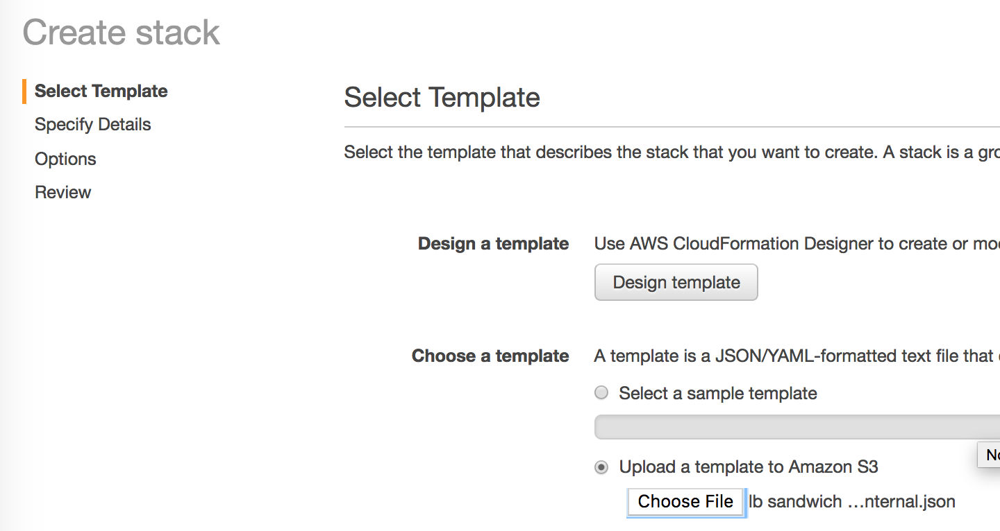 Create stack
Select Template
Specify Details
Options
Review
Select Template
Select the template that describes the stack that you want to create. A stack is a gro
Design a template
Use AWS CloudFormation Designer to create or mod
Design template
Choose a template
A template is a JSON/YAML-formatted text file that
Select a sample template
No
Upload a template to Amazon S3
Choose File lb sandwich ...nternal.json